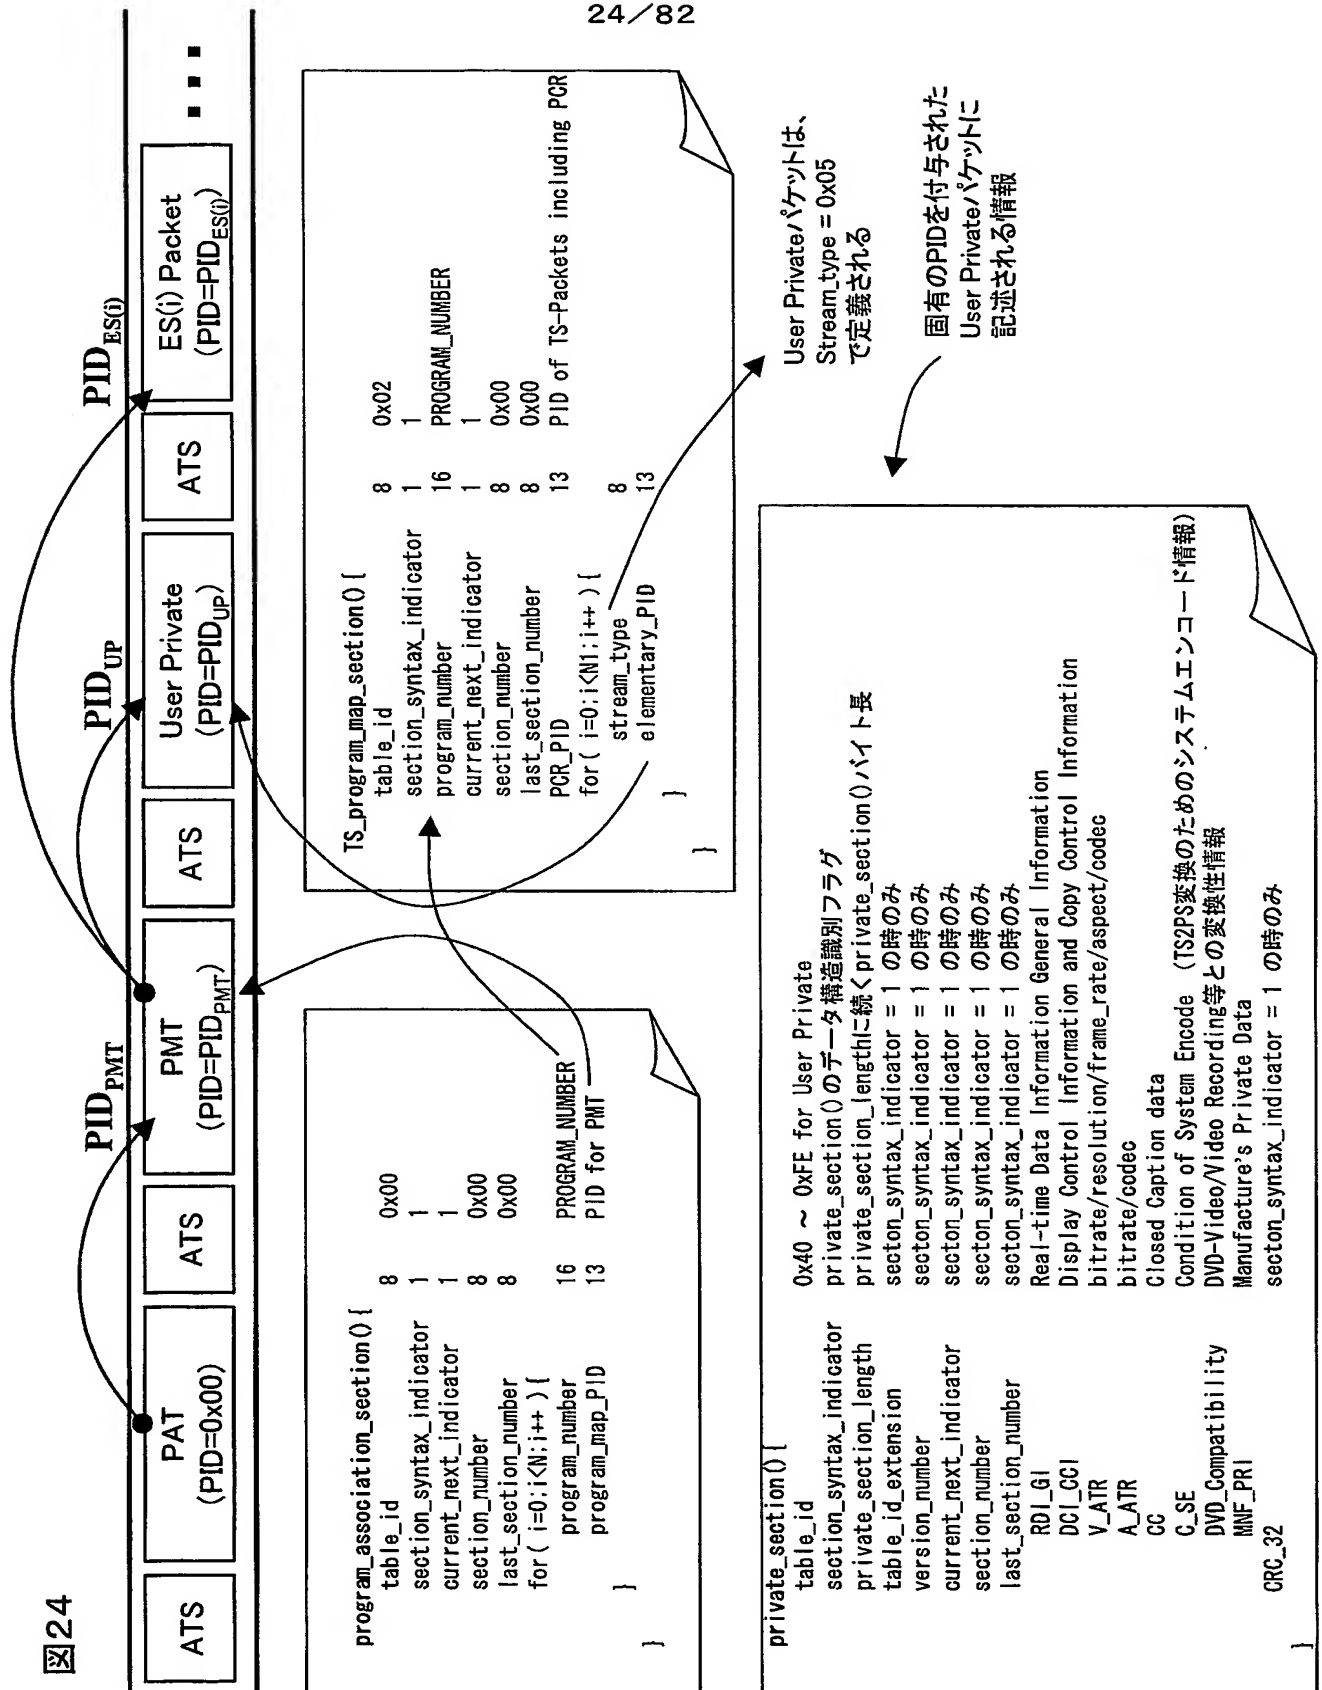 24/82
図24
ATS
PAT
(PID=0x00)
ATS
PMT
(PID=PID_PMT)
ATS
User Private
(PID=PID_UP)
ATS
ES(i) Packet
(PID=PID_ES(i))
PID_PMT
PID_UP
PID_ES(i)
program_association_section(){
table_id 8 0x00
section_syntax_indicator 1 1
current_next_indicator 1 1
section_number 8 0x00
last_section_number 8 0x00
for( i=0;i<N;i++ ){
program_number 16 PROGRAM_NUMBER
program_map_PID 13 PID for PMT
}
TS_program_map_section(){
table_id 8 0x02
section_syntax_indicator 1 1
program_number 16 PROGRAM_NUMBER
current_next_indicator 1 1
section_number 8 0x00
last_section_number 8 0x00
PCR_PID 13 PID of TS-Packets including PCR
for( i=0;i<N1;i++ ){
stream_type 8
elementary_PID 13
}
User Privateパケットは、
Stream_type = 0x05
で定義される
固有のPIDを付与された
User Privateパケットに
記述される情報
private_section(){
table_id 0x40 ~ 0xFE for User Private
section_syntax_indicator private_section()のデータ構造識別フラグ
private_section_length private_section_lengthに続くprivate_section()バイト長
table_id_extension secton_syntax_indicator = 1 の時のみ
version_number secton_syntax_indicator = 1 の時のみ
current_next_indicator secton_syntax_indicator = 1 の時のみ
section_number secton_syntax_indicator = 1 の時のみ
last_section_number secton_syntax_indicator = 1 の時のみ
RDI_GI Real-time Data Information General Information
DCI_CCI Display Control Information and Copy Control Information
V_ATR bitrate/resolution/frame_rate/aspect/codec
A_ATR bitrate/codec
CC Closed Caption data
C_SE Condition of System Encode (TS2PS変換のためのシステムエンコード情報)
DVD_Compatibility DVD-Video/Video Recording等との変換性情報
MNF_PRI Manufacture's Private Data
CRC_32 secton_syntax_indicator = 1 の時のみ
}